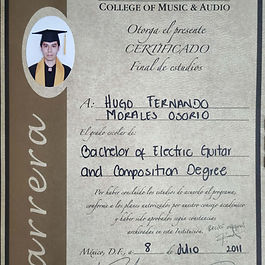 COLLEGE OF MUSIC & AUDIO
Otorga el presente
CERTIFICADO
Final de estudios
A: HUGO FERNANDO
MORALES OSORIO
El grado escolar de:
Bachelor of Electric Guitar
and Composition Degree
Por haber concluido los estudios de acuerdo al programa,
conforme a los planes autorizados por nuestro consejo académico
y haber sido aprobados según constancias
archivadas en esta Institución.
México, D.F., a 8 de Julio 2011
arrera